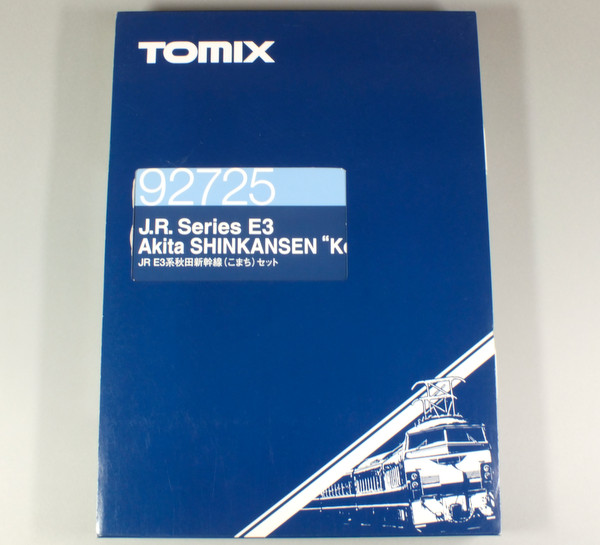 TOMIX
92725
J.R. Series E3
Akita SHINKANSEN “Ko
JR E3系秋田新幹線（こまち）セット